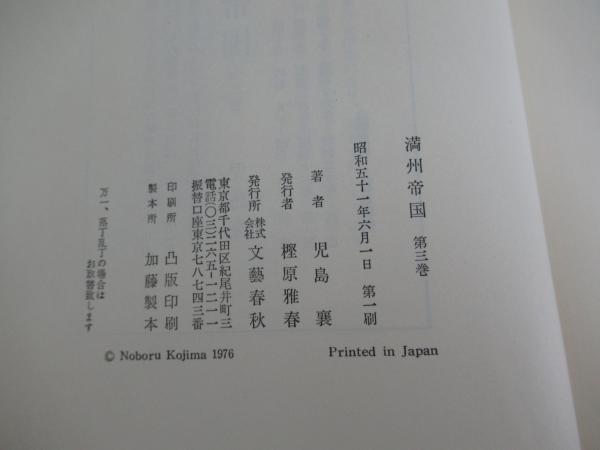 満州帝国 第三巻
昭和五十一年六月一日 第一刷
著者 児島襄
発行者 樫原雅春
発行所 株式会社 文藝春秋
東京都千代田区紀尾井町三
電話(〇三)二六五-一二一一
振替口座東京七八七四三番
印刷所 凸版印刷
製本所 加藤製本
万一、落丁乱丁の場合は
お取替致します
© Noboru Kojima 1976
Printed in Japan